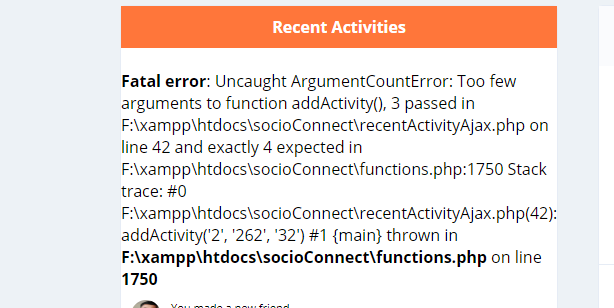 Recent Activities
Fatal error: Uncaught ArgumentCountError: Too few
arguments to function addActivity(), 3 passed in
F:\xampp\htdocs\socioConnect\recentActivityAjax.php on
line 42 and exactly 4 expected in
F:\xampp\htdocs\socioConnect\functions.php:1750 Stack
trace: #0
F:\xampp\htdocs\socioConnect\recentActivityAjax.php(42):
addActivity('2', '262', '32') #1 {main} thrown in
F:\xampp\htdocs\socioConnect\functions.php on line
1750
You made a new friend